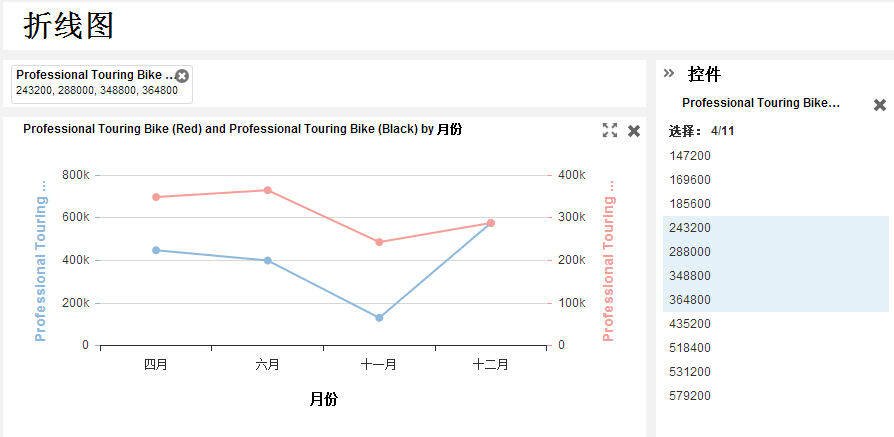 折线图
Professional Touring Bike ...
243200, 288000, 348800, 364800
Professional Touring Bike (Red) and Professional Touring Bike (Black) by 月份
800k
600k
400k
200k
0
Professional Touring ...
400k
300k
200k
100k
0
Professional Touring ...
四月
六月
十一月
十二月
月份
控件
Professional Touring Bike...
选择： 4/11
147200
169600
185600
243200
288000
348800
364800
435200
518400
531200
579200